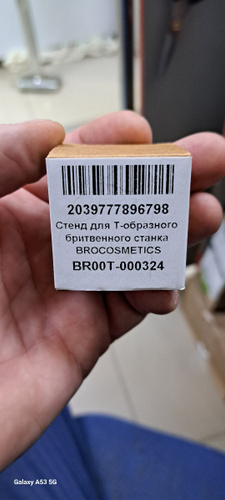 2039777896798
Стенд для Т-образного
бритвенного станка
BROCOSMETICS
BR00T-000324
Galaxy A53 5G